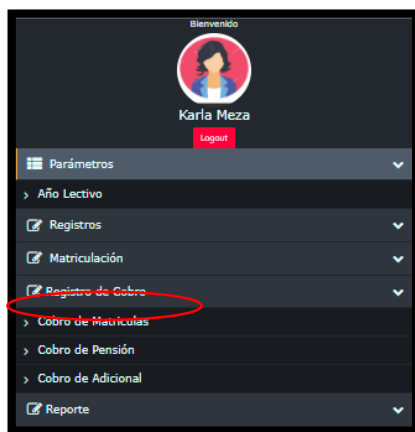 Bienvenido
Karla Meza
Logout
Parámetros
Año Lectivo
Registros
Matriculación
Registro de Cobro
Cobro de Matrículas
Cobro de Pensión
Cobro de Adicional
Reporte